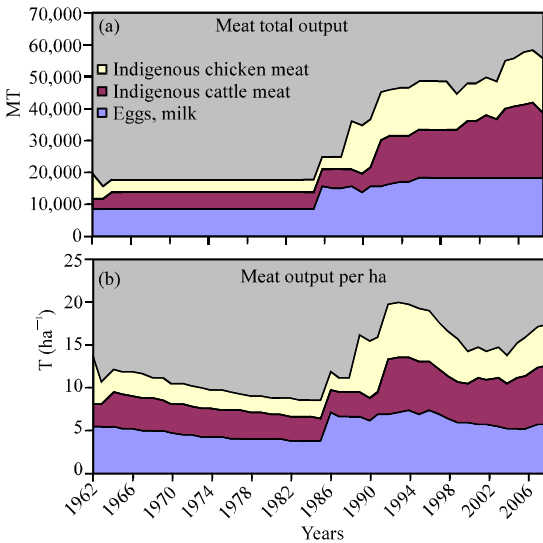 (a) Meat total output
Indigenous chicken meat
Indigenous cattle meat
Eggs, milk
MT
70,000
60,000
50,000
40,000
30,000
20,000
10,000
0
(b) Meat output per ha
T (ha⁻¹)
25
20
15
10
5
0
1962 1966 1970 1974 1978 1982 1986 1990 1994 1998 2002 2006
Years